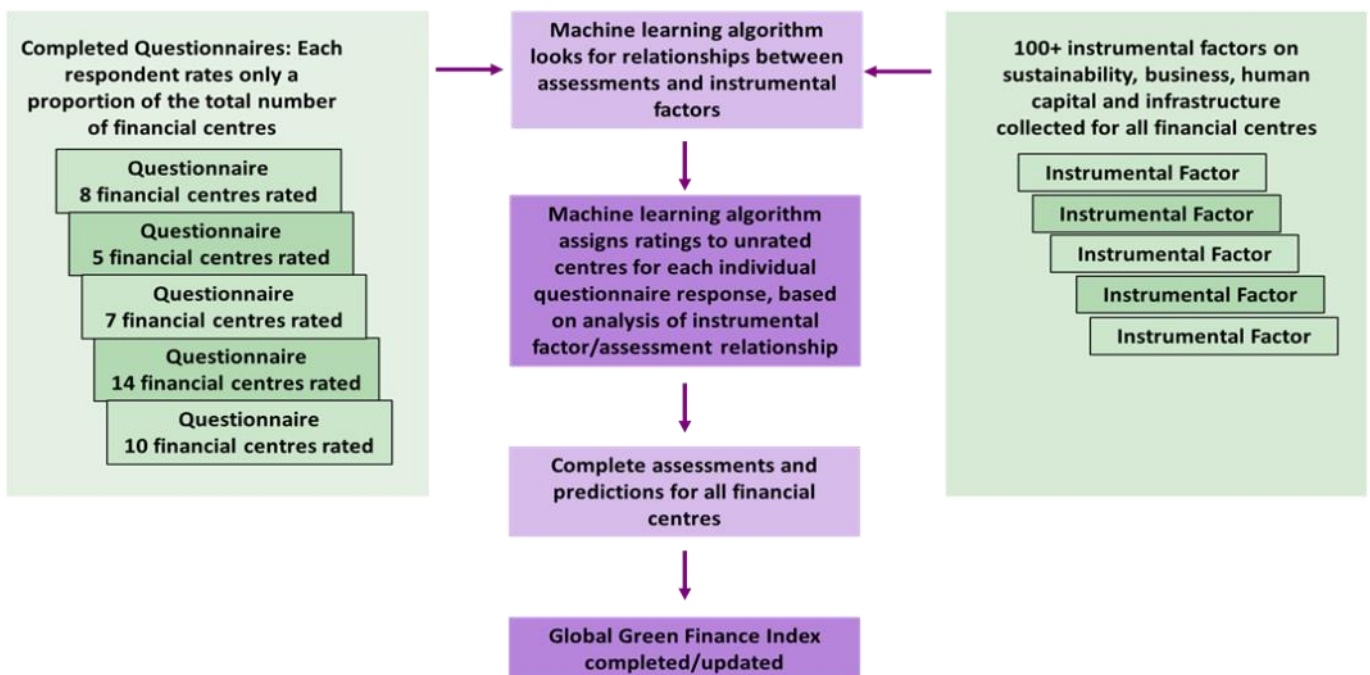 Completed Questionnaires: Each
respondent rates only a
proportion of the total number
of financial centres
Questionnaire
8 financial centres rated
Questionnaire
5 financial centres rated
Questionnaire
7 financial centres rated
Questionnaire
14 financial centres rated
Questionnaire
10 financial centres rated
Machine learning algorithm
looks for relationships between
assessments and instrumental
factors
Machine learning algorithm
assigns ratings to unrated
centres for each individual
questionnaire response, based
on analysis of instrumental
factor/assessment relationship
Complete assessments and
predictions for all financial
centres
Global Green Finance Index
completed/updated
100+ instrumental factors on
sustainability, business, human
capital and infrastructure
collected for all financial centres
Instrumental Factor
Instrumental Factor
Instrumental Factor
Instrumental Factor
Instrumental Factor